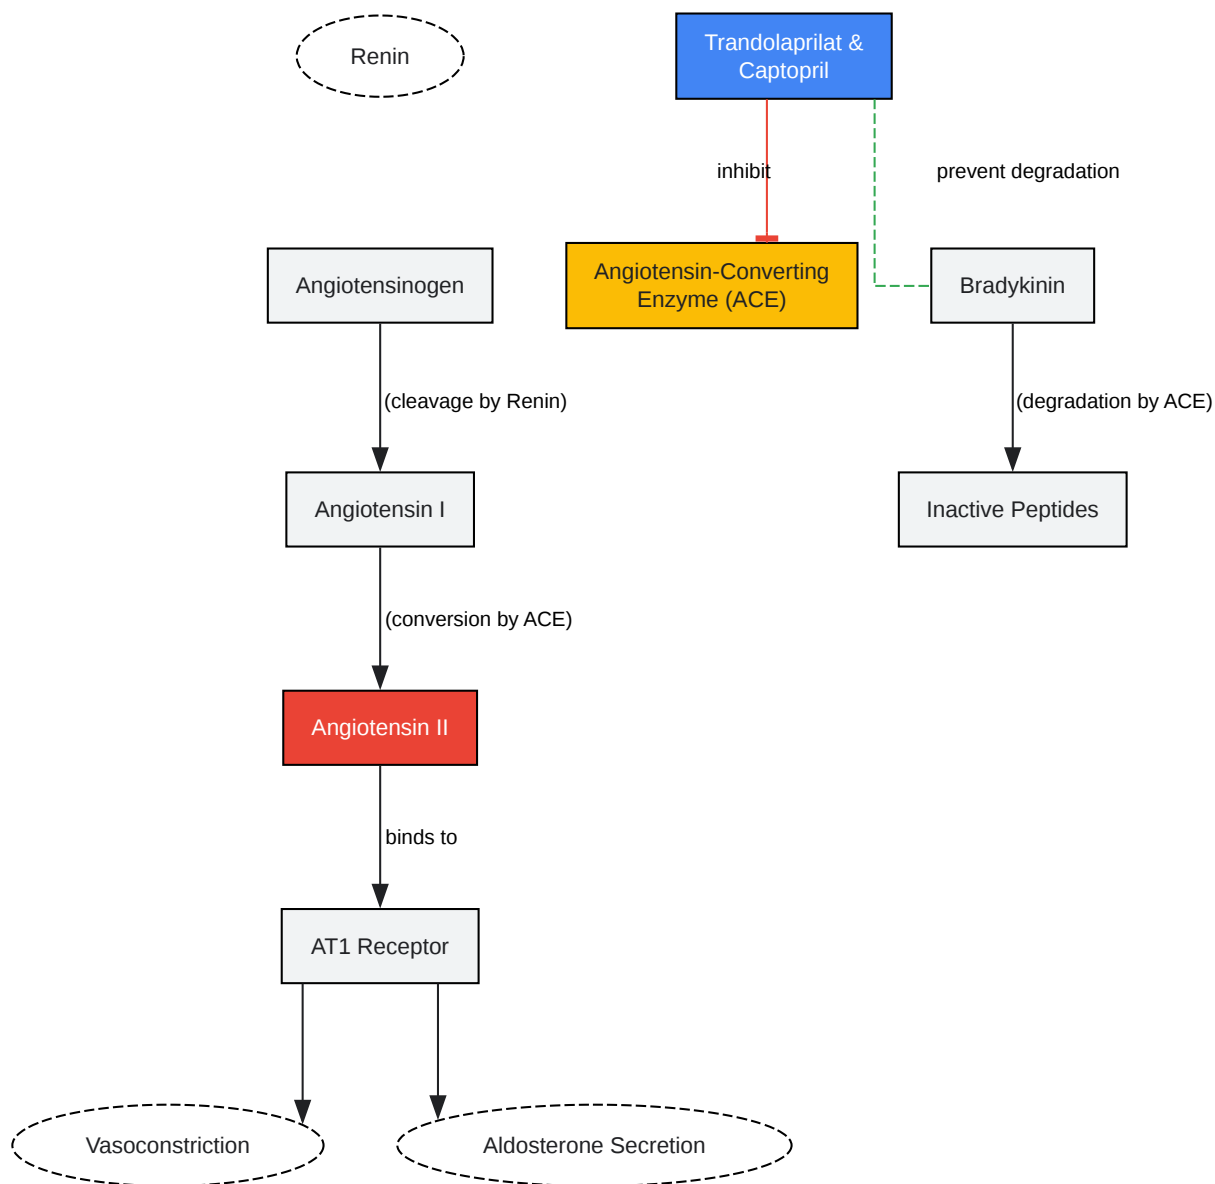 Renin
Trandolaprilat &
Captopril
inhibit
prevent degradation
Angiotensinogen
Angiotensin-Converting
Enzyme (ACE)
Bradykinin
(cleavage by Renin)
(degradation by ACE)
Angiotensin I
Inactive Peptides
(conversion by ACE)
Angiotensin II
binds to
AT1 Receptor
Vasoconstriction
Aldosterone Secretion